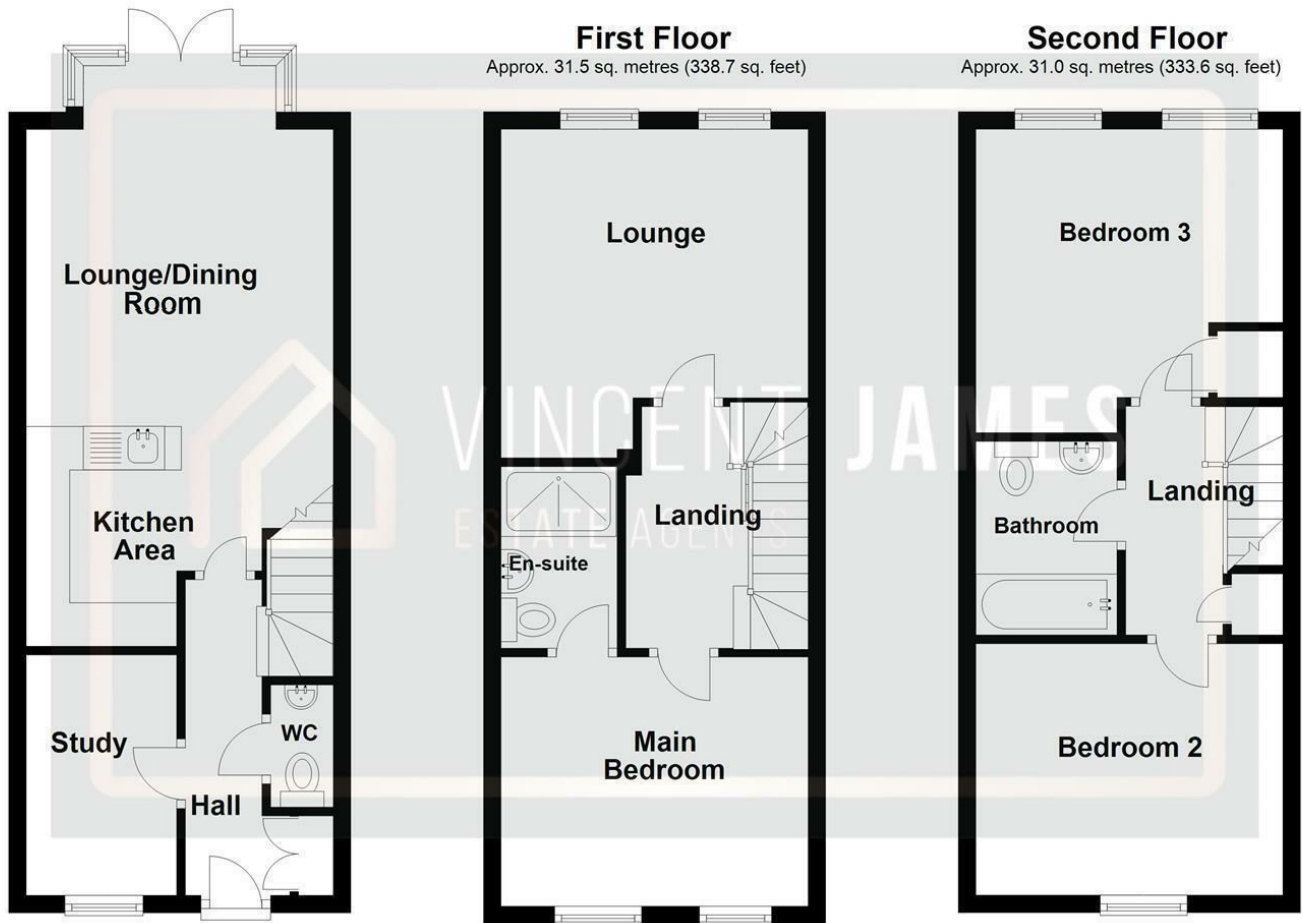 First Floor
Approx. 31.5 sq. metres (338.7 sq. feet)
Second Floor
Approx. 31.0 sq. metres (333.6 sq. feet)
Lounge/Dining
Room
Kitchen
Area
Study
WC
Hall
Lounge
Landing
En-suite
Main
Bedroom
Bedroom 3
Landing
Bathroom
Bedroom 2
VINCENT JAMES
ESTATE AGENTS